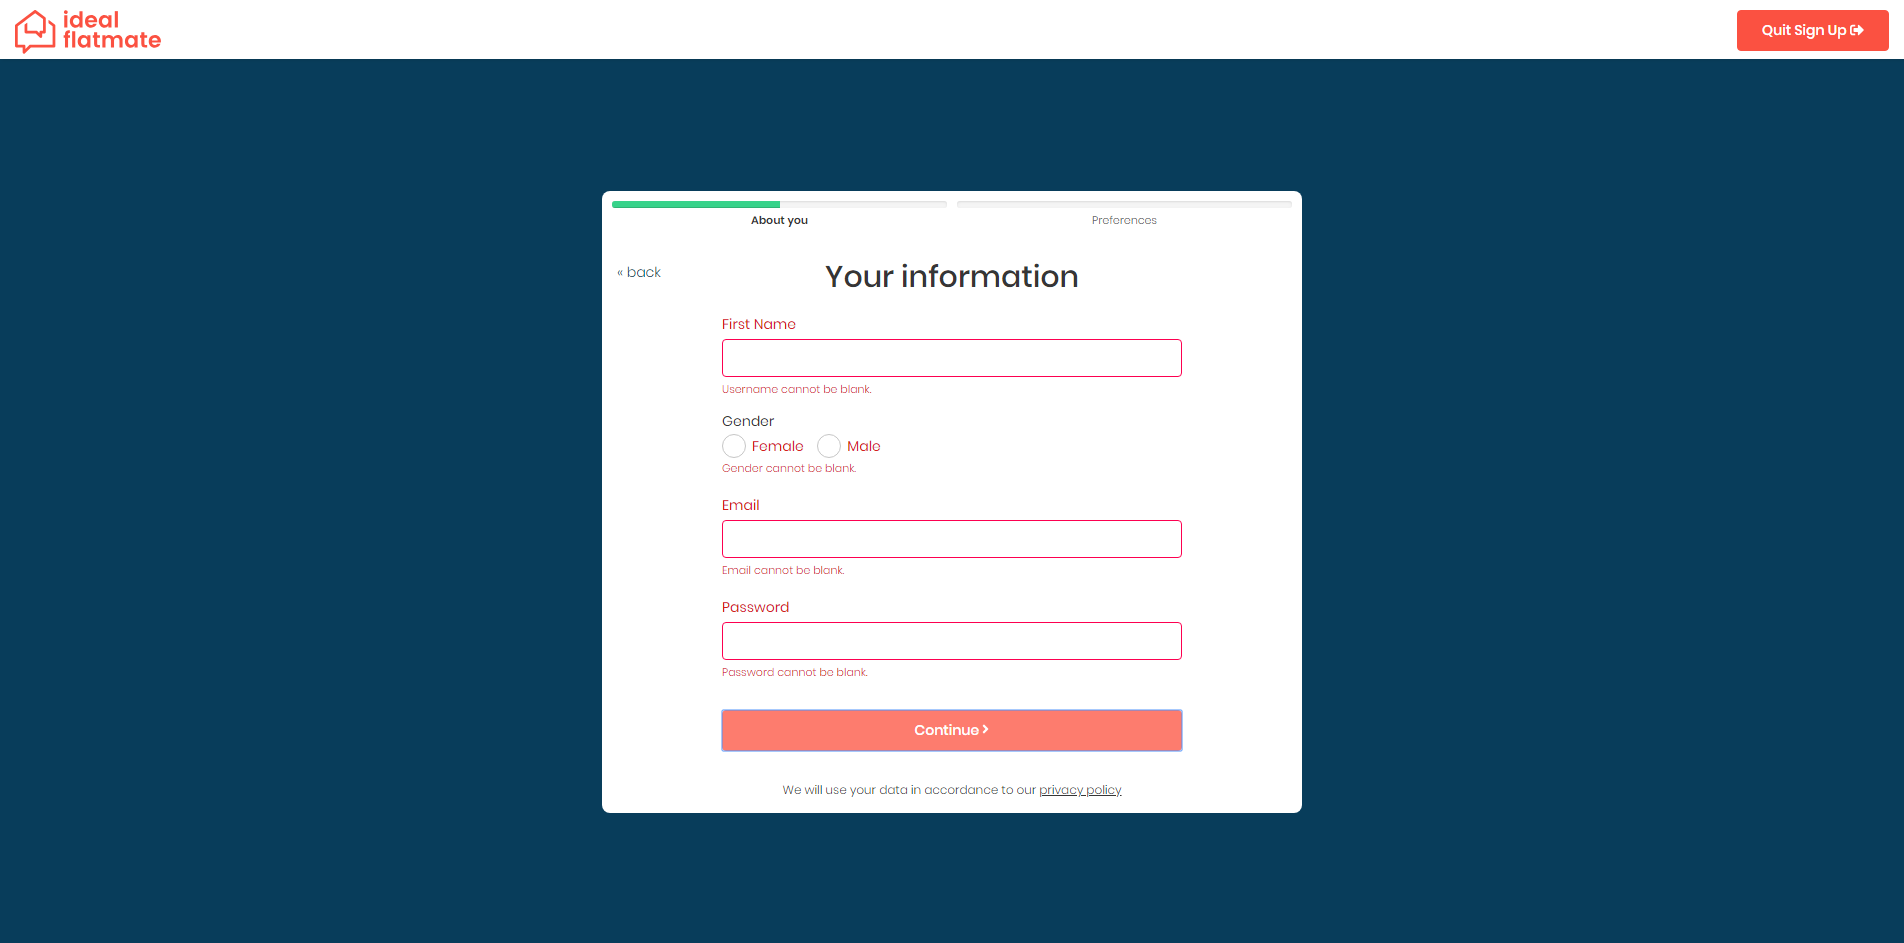 ideal
flatmate
Quit Sign Up
About you
Preferences
« back
Your information
First Name
Username cannot be blank.
Gender
Female
Male
Gender cannot be blank.
Email
Email cannot be blank.
Password
Password cannot be blank.
Continue
We will use your data in accordance to our privacy policy